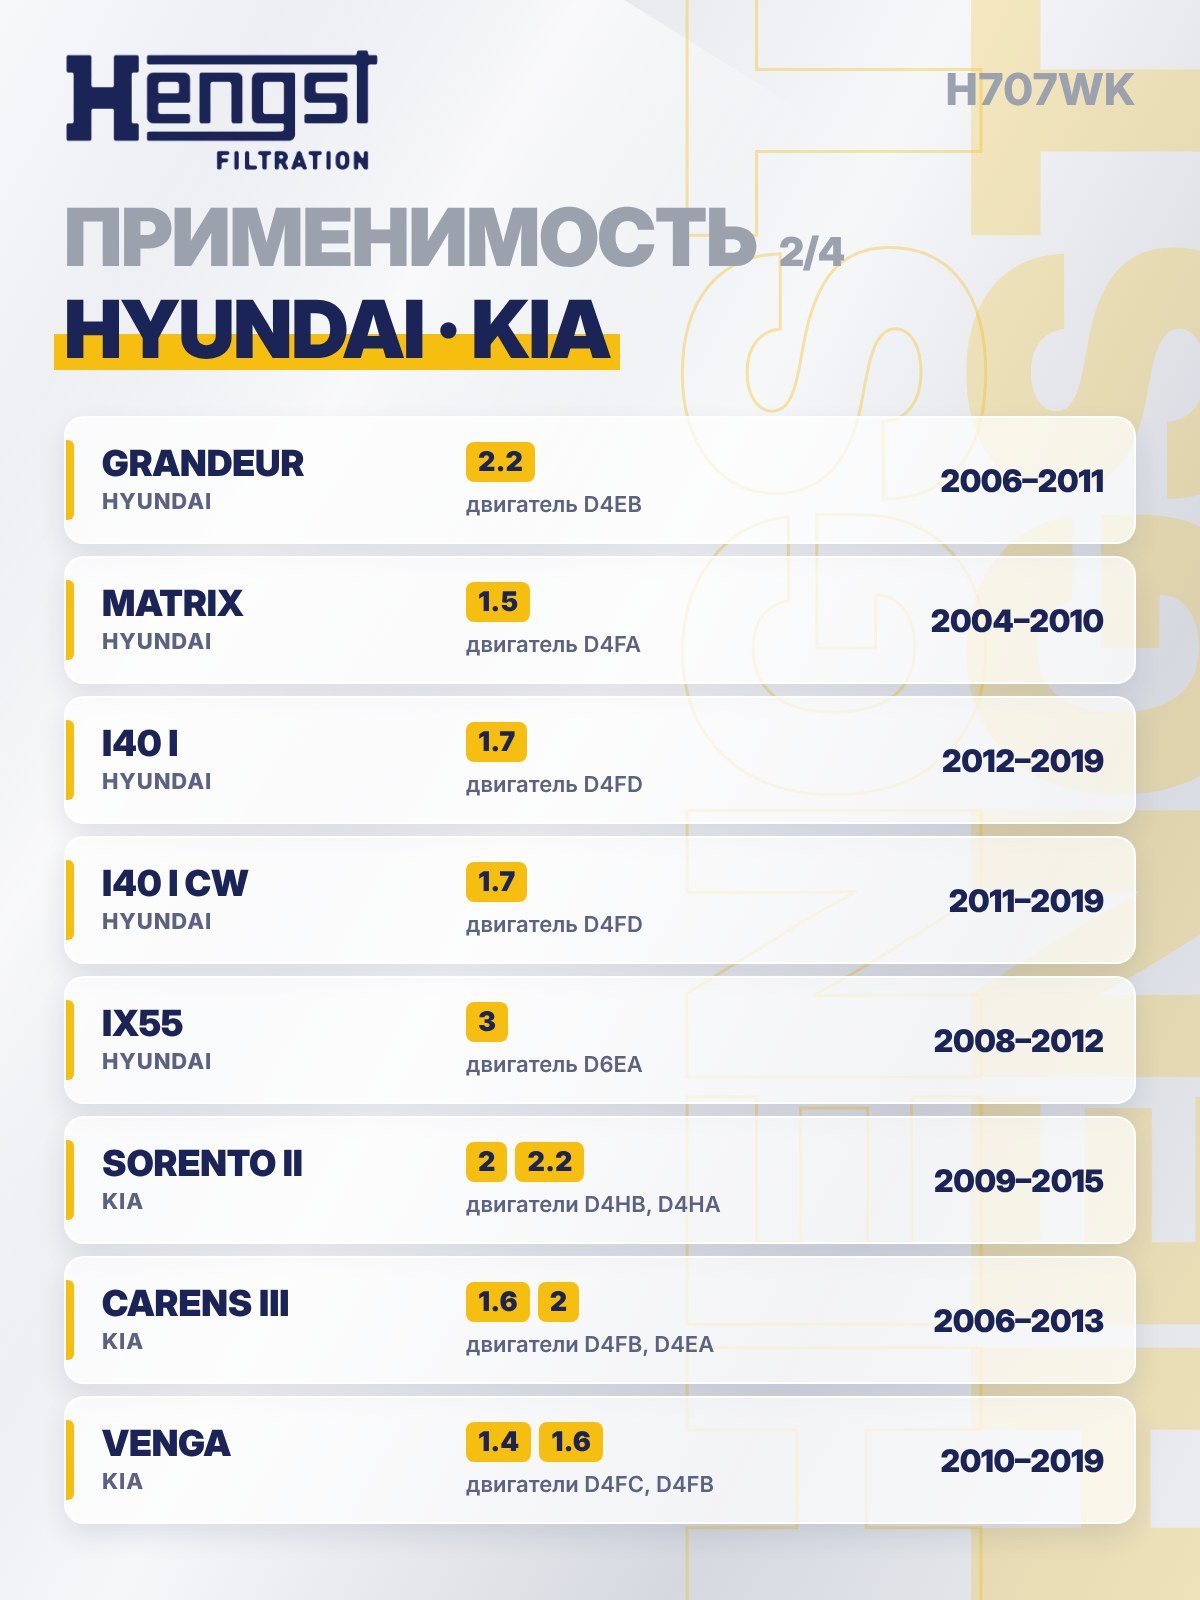 Hengst
FILTRATION
H707WK
ПРИМЕНИМОСТЬ 2/4
HYUNDAI · KIA
GRANDEUR
HYUNDAI
2.2
двигатель D4EB
2006–2011
MATRIX
HYUNDAI
1.5
двигатель D4FA
2004–2010
I40 I
HYUNDAI
1.7
двигатель D4FD
2012–2019
I40 I CW
HYUNDAI
1.7
двигатель D4FD
2011–2019
IX55
HYUNDAI
3
двигатель D6EA
2008–2012
SORENTO II
KIA
2 2.2
двигатели D4HB, D4HA
2009–2015
CARENS III
KIA
1.6 2
двигатели D4FB, D4EA
2006–2013
VENGA
KIA
1.4 1.6
двигатели D4FC, D4FB
2010–2019
HENGST
HENGST